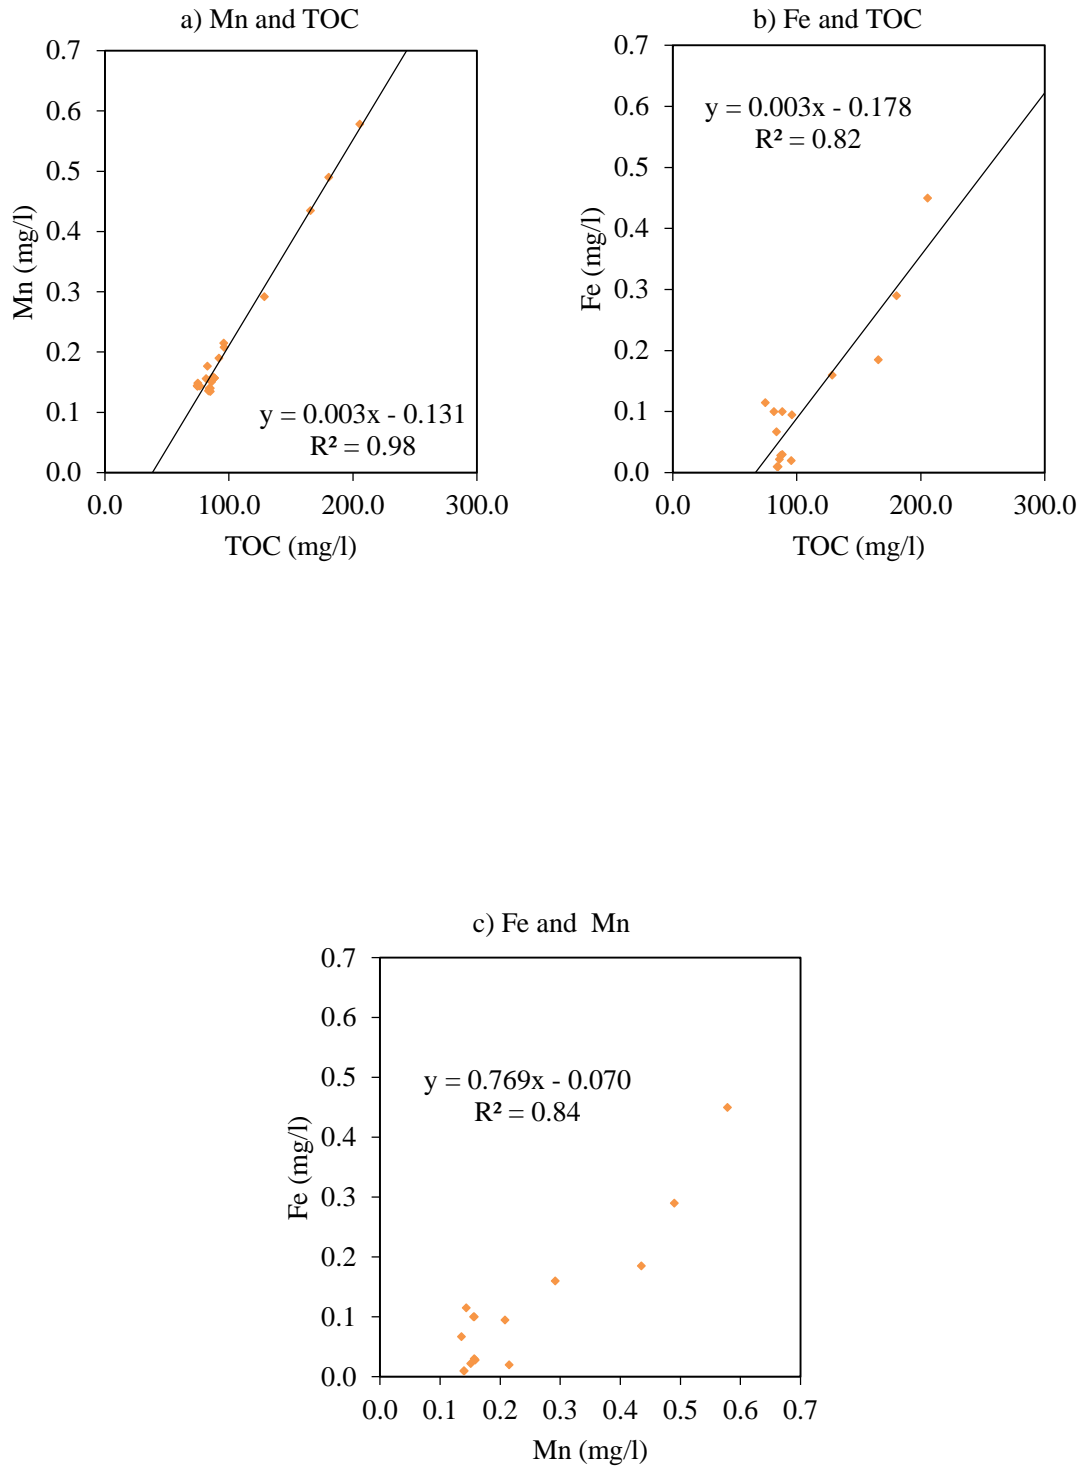 a) Mn and TOC
0.7
0.6
0.5
0.4
0.3
0.2
0.1
0.0
Mn (mg/l)
y = 0.003x - 0.131
R² = 0.98
0.0 100.0 200.0 300.0
TOC (mg/l)
b) Fe and TOC
0.7
0.6
0.5
0.4
0.3
0.2
0.1
0.0
Fe (mg/l)
y = 0.003x - 0.178
R² = 0.82
0.0 100.0 200.0 300.0
TOC (mg/l)
c) Fe and Mn
0.7
0.6
0.5
0.4
0.3
0.2
0.1
0.0
Fe (mg/l)
y = 0.769x - 0.070
R² = 0.84
0.0 0.1 0.2 0.3 0.4 0.5 0.6 0.7
Mn (mg/l)